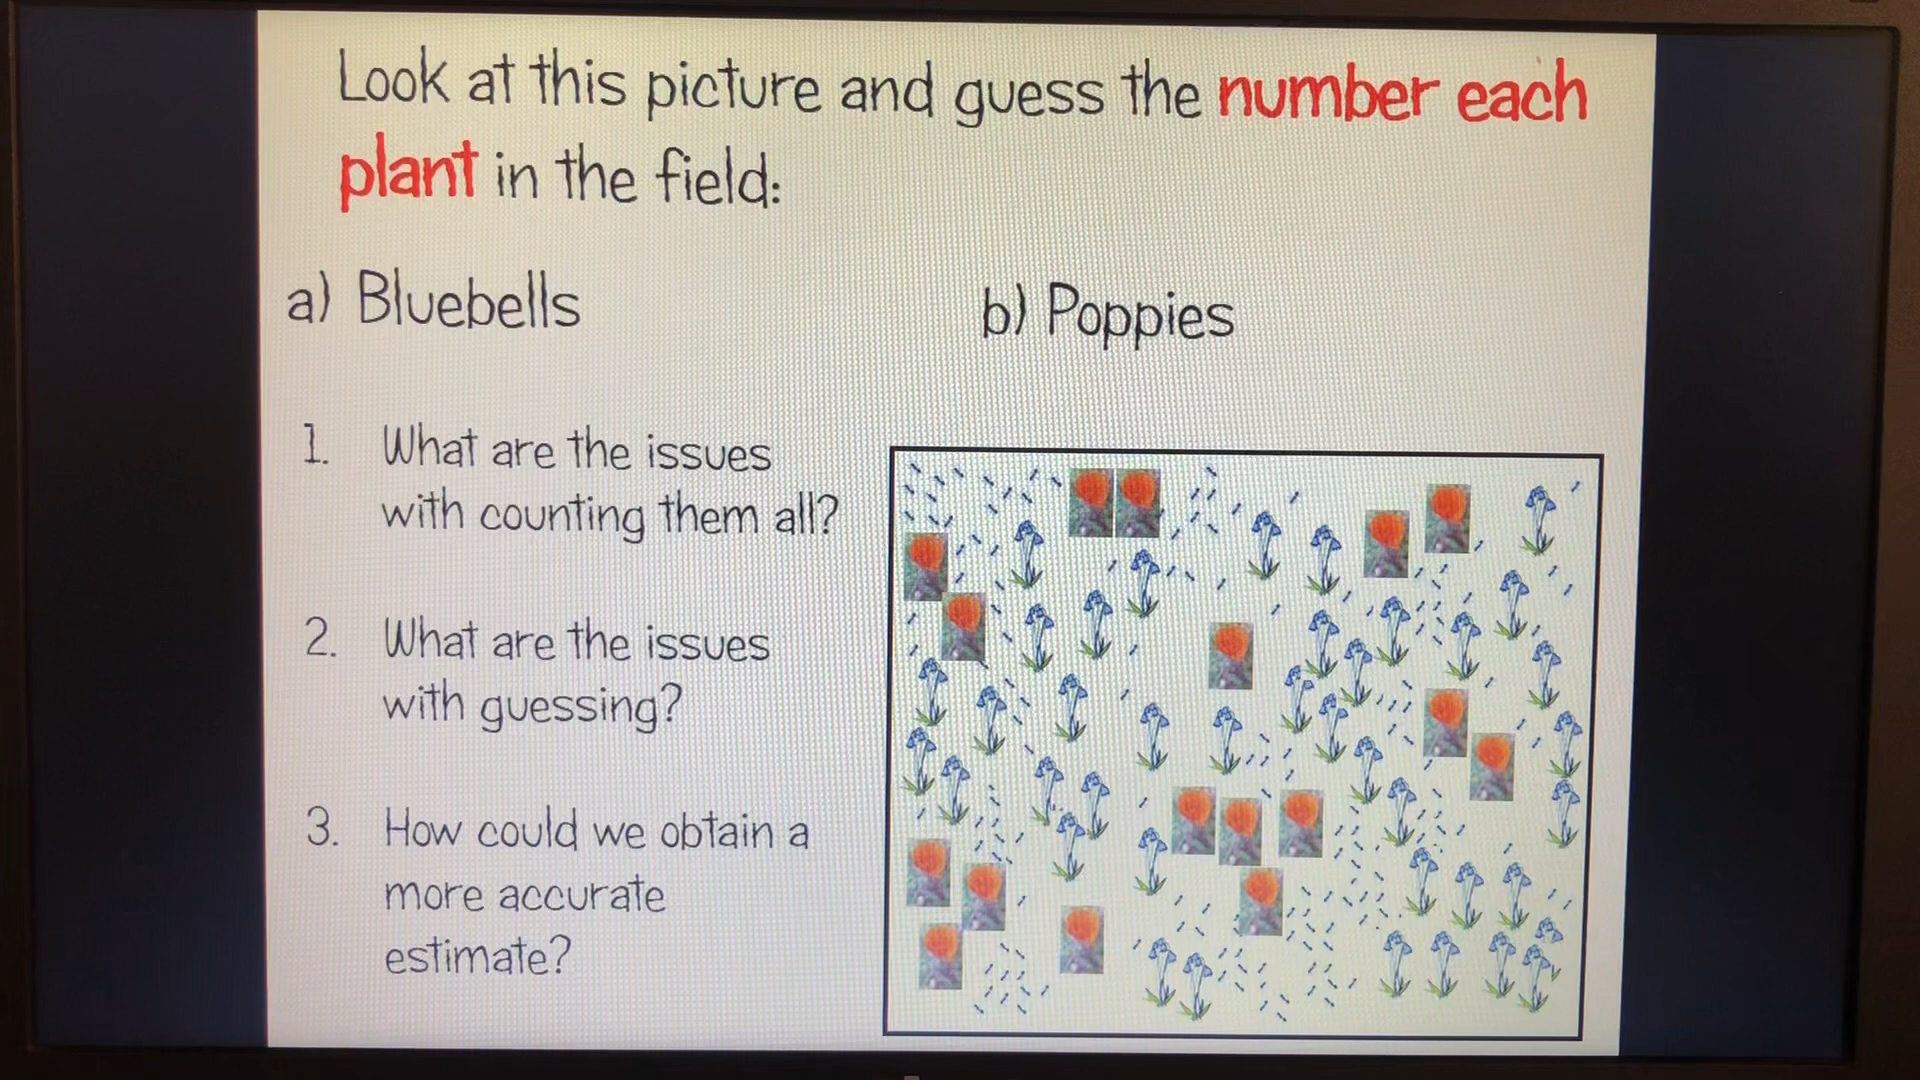 Look at this picture and guess the number each
plant in the field:
a) Bluebells
b) Poppies
1. What are the issues
with counting them all?
2. What are the issues
with guessing?
3. How could we obtain a
more accurate
estimate?